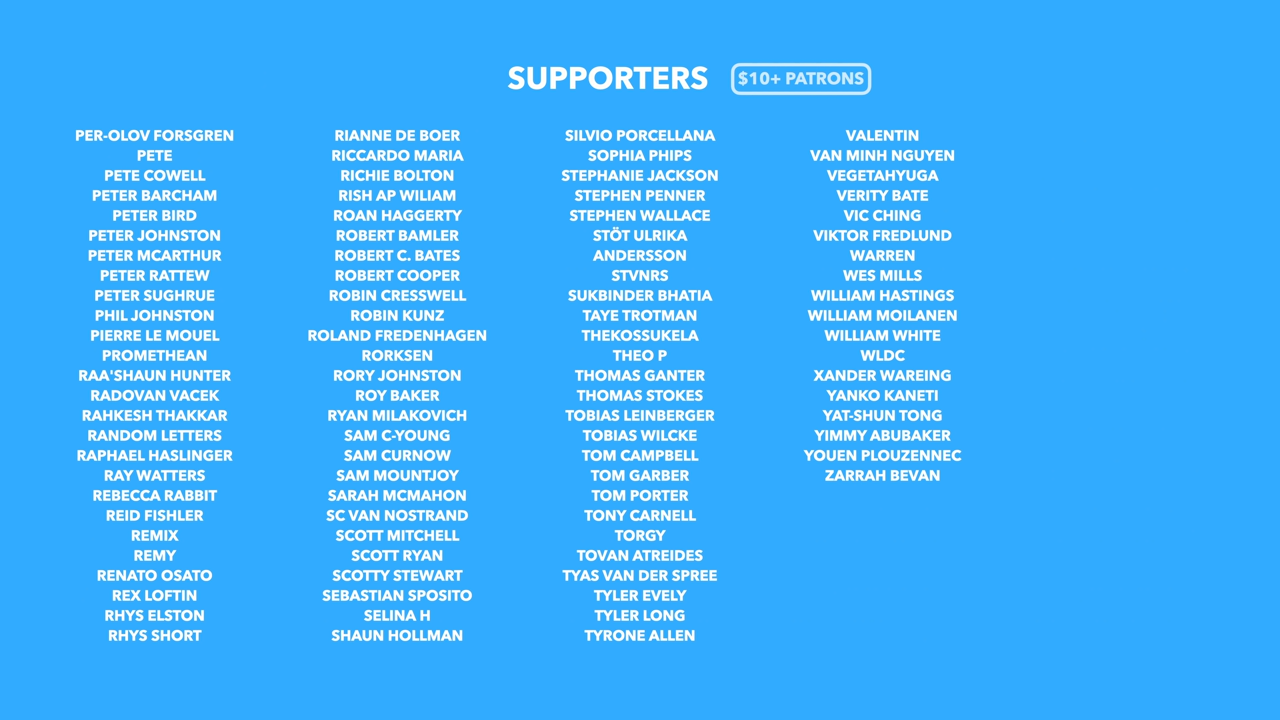 SUPPORTERS
$10+ PATRONS
PER-OLOV FORSGREN
PETE
PETE COWELL
PETER BARCHAM
PETER BIRD
PETER JOHNSTON
PETER MCARTHUR
PETER RATTEW
PETER SUGHRUE
PHIL JOHNSTON
PIERRE LE MOUEL
PROMETHEAN
RAA'SHAUN HUNTER
RADOVAN VACEK
RAHKESH THAKKAR
RANDOM LETTERS
RAPHAEL HASLINGER
RAY WATTERS
REBECCA RABBIT
REID FISHLER
REMIX
REMY
RENATO OSATO
REX LOFTIN
RHYS ELSTON
RHYS SHORT
RIANNE DE BOER
RICCARDO MARIA
RICHIE BOLTON
RISH AP WILIAM
ROAN HAGGERTY
ROBERT BAMLER
ROBERT C. BATES
ROBERT COOPER
ROBIN CRESSWELL
ROBIN KUNZ
ROLAND FREDENHAGEN
RORKSEN
RORY JOHNSTON
ROY BAKER
RYAN MILAKOVICH
SAM C-YOUNG
SAM CURNOW
SAM MOUNTJOY
SARAH MCMAHON
SC VAN NOSTRAND
SCOTT MITCHELL
SCOTT RYAN
SCOTTY STEWART
SEBASTIAN SPOSITO
SELINA H
SHAUN HOLLMAN
SILVIO PORCELLANA
SOPHIA PHIPS
STEPHANIE JACKSON
STEPHEN PENNER
STEPHEN WALLACE
STÖT ULRIKA
ANDERSSON
STVNRS
SUKBINDER BHATIA
TAYE TROTMAN
THEKOSSUKELA
THEO P
THOMAS GANTER
THOMAS STOKES
TOBIAS LEINBERGER
TOBIAS WILCKE
TOM CAMPBELL
TOM GARBER
TOM PORTER
TONY CARNELL
TORGY
TOVAN ATREIDES
TYAS VAN DER SPREE
TYLER EVELY
TYLER LONG
TYRONE ALLEN
VALENTIN
VAN MINH NGUYEN
VEGETAHYUGA
VERITY BATE
VIC CHING
VIKTOR FREDLUND
WARREN
WES MILLS
WILLIAM HASTINGS
WILLIAM MOILANEN
WILLIAM WHITE
WLDC
XANDER WAREING
YANKO KANETI
YAT-SHUN TONG
YIMMY ABUBAKER
YOUEN PLOUZENNEC
ZARRAH BEVAN